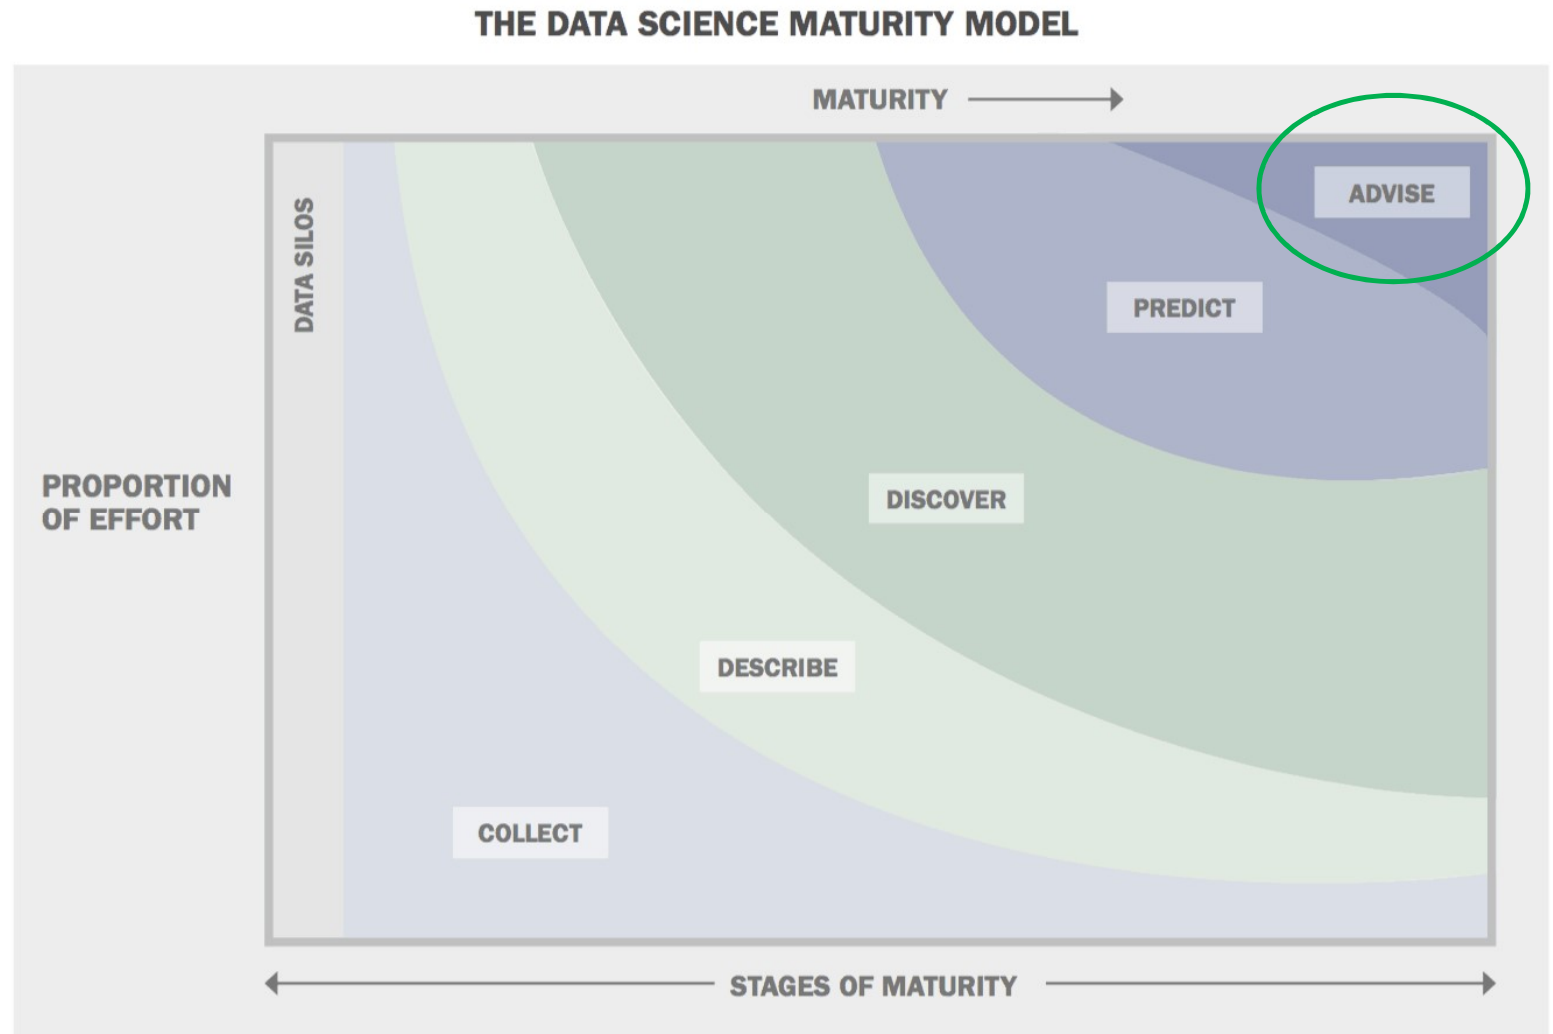 THE DATA SCIENCE MATURITY MODEL
MATURITY
DATA SILOS
ADVISE
PREDICT
PROPORTION
OF EFFORT
DISCOVER
DESCRIBE
COLLECT
STAGES OF MATURITY